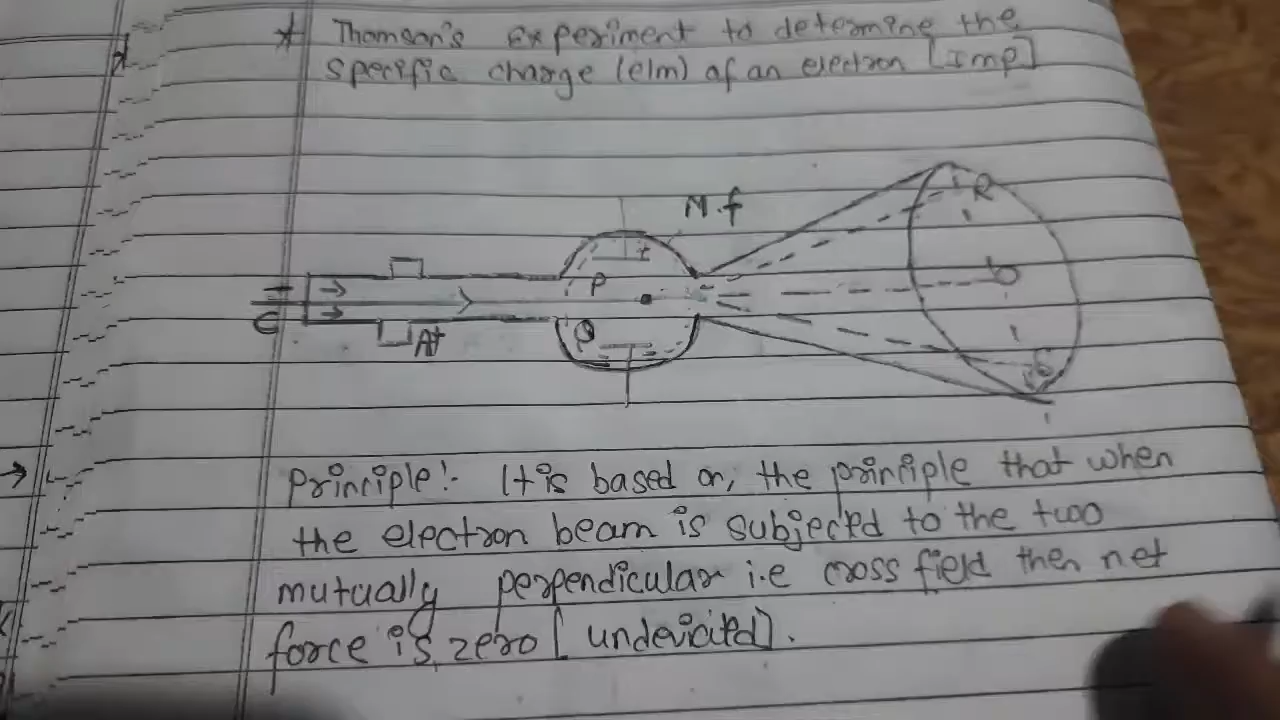 * Thomson's experiment to determine the
specific charge (e/m) of an electron [Imp]
M.f
R
+
P
C
At
Q
S
Principle:- It is based on, the principle that when
the electron beam is subjected to the two
mutually perpendicular i.e cross field then net
force is zero [undeviated].